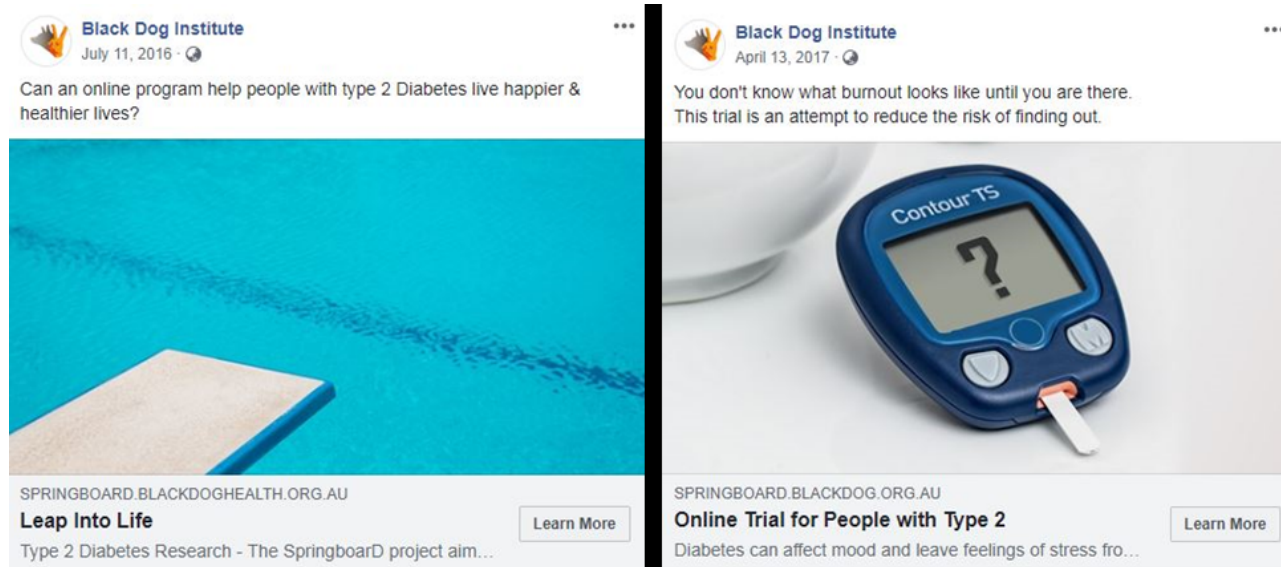 Black Dog Institute
July 11, 2016 ·
Can an online program help people with type 2 Diabetes live happier &
healthier lives?
SPRINGBOARD.BLACKDOGHEALTH.ORG.AU
Leap Into Life
Learn More
Type 2 Diabetes Research - The SpringboarD project aim...
Black Dog Institute
April 13, 2017 ·
You don't know what burnout looks like until you are there.
This trial is an attempt to reduce the risk of finding out.
Contour TS
?
M
SPRINGBOARD.BLACKDOG.ORG.AU
Online Trial for People with Type 2
Learn More
Diabetes can affect mood and leave feelings of stress fro...